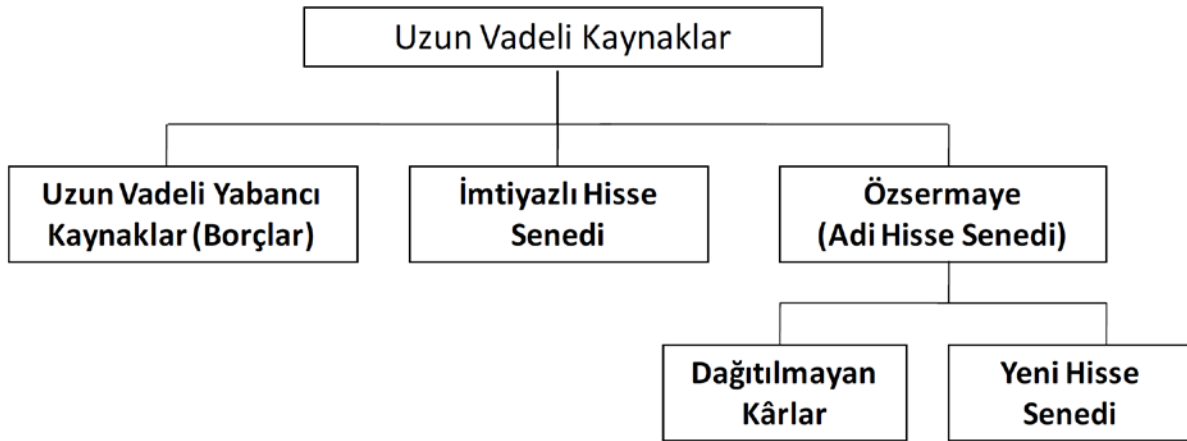 Uzun Vadeli Kaynaklar
Uzun Vadeli Yabancı
Kaynaklar (Borçlar)
İmtiyazlı Hisse
Senedi
Özsermaye
(Adi Hisse Senedi)
Dağıtılmayan
Kârlar
Yeni Hisse
Senedi